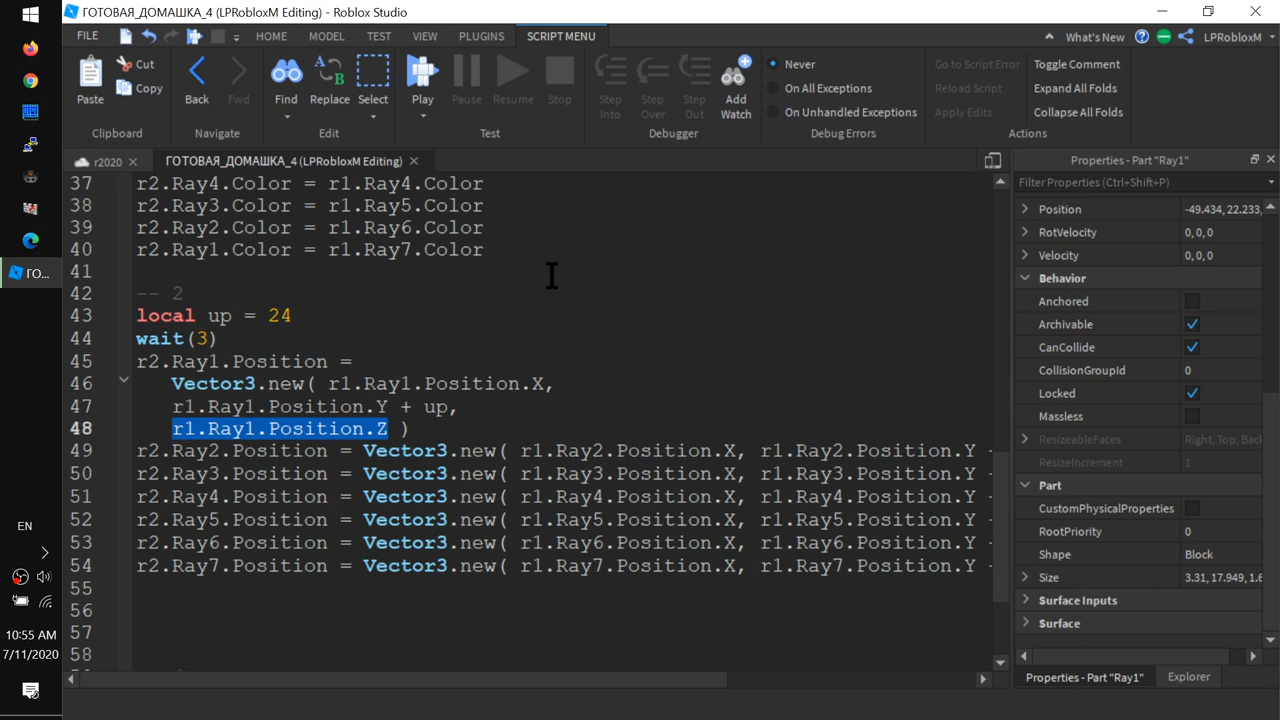 ГОТОВАЯ_ДОМАШКА_4 (LPRobloxM Editing) - Roblox Studio
FILE HOME MODEL TEST VIEW PLUGINS SCRIPT MENU What's New LPRobloxM
Paste Cut Copy
Clipboard
Back Fwd
Navigate
Find Replace Select
Edit
Play Pause Resume Stop
Test
Step Into Step Over Step Out Add Watch
Debugger
Never
On All Exceptions
On Unhandled Exceptions
Debug Errors
Go to Script Error
Reload Script
Apply Edits
Toggle Comment
Expand All Folds
Collapse All Folds
Actions
r2020 ГОТОВАЯ_ДОМАШКА_4 (LPRobloxM Editing)
37 r2.Ray4.Color = r1.Ray4.Color
38 r2.Ray3.Color = r1.Ray5.Color
39 r2.Ray2.Color = r1.Ray6.Color
40 r2.Ray1.Color = r1.Ray7.Color
41
42 -- 2
43 local up = 24
44 wait(3)
45 r2.Ray1.Position =
46 Vector3.new( r1.Ray1.Position.X,
47 r1.Ray1.Position.Y + up,
48 r1.Ray1.Position.Z )
49 r2.Ray2.Position = Vector3.new( r1.Ray2.Position.X, r1.Ray2.Position.Y
50 r2.Ray3.Position = Vector3.new( r1.Ray3.Position.X, r1.Ray3.Position.Y
51 r2.Ray4.Position = Vector3.new( r1.Ray4.Position.X, r1.Ray4.Position.Y
52 r2.Ray5.Position = Vector3.new( r1.Ray5.Position.X, r1.Ray5.Position.Y
53 r2.Ray6.Position = Vector3.new( r1.Ray6.Position.X, r1.Ray6.Position.Y
54 r2.Ray7.Position = Vector3.new( r1.Ray7.Position.X, r1.Ray7.Position.Y
55
56
57
58
Properties - Part "Ray1"
Filter Properties (Ctrl+Shift+P)
Position -49.434, 22.233,
RotVelocity 0, 0, 0
Velocity 0, 0, 0
Behavior
Anchored
Archivable
CanCollide
CollisionGroupId 0
Locked
Massless
ResizeableFaces Right, Top, Bac
ResizeIncrement 1
Part
CustomPhysicalProperties
RootPriority 0
Shape Block
Size 3.31, 17.949, 1.6
Surface Inputs
Surface
Properties - Part "Ray1" Explorer
ГО...
EN
10:55 AM
7/11/2020